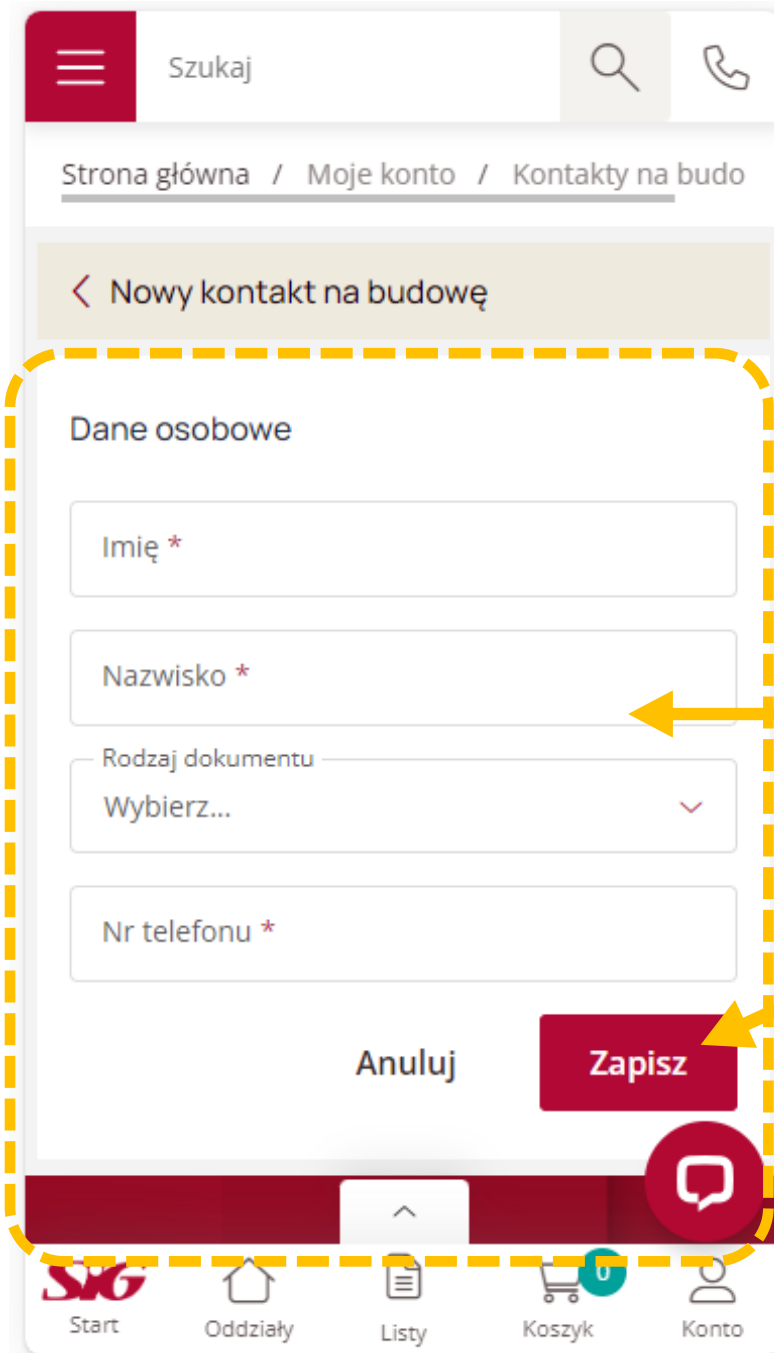 Szukaj
Strona główna / Moje konto / Kontakty na budo
Nowy kontakt na budowę
Dane osobowe
Imię *
Nazwisko *
Rodzaj dokumentu
Wybierz...
Nr telefonu *
Anuluj Zapisz
SIG 0
Start Oddziały Listy Koszyk Konto